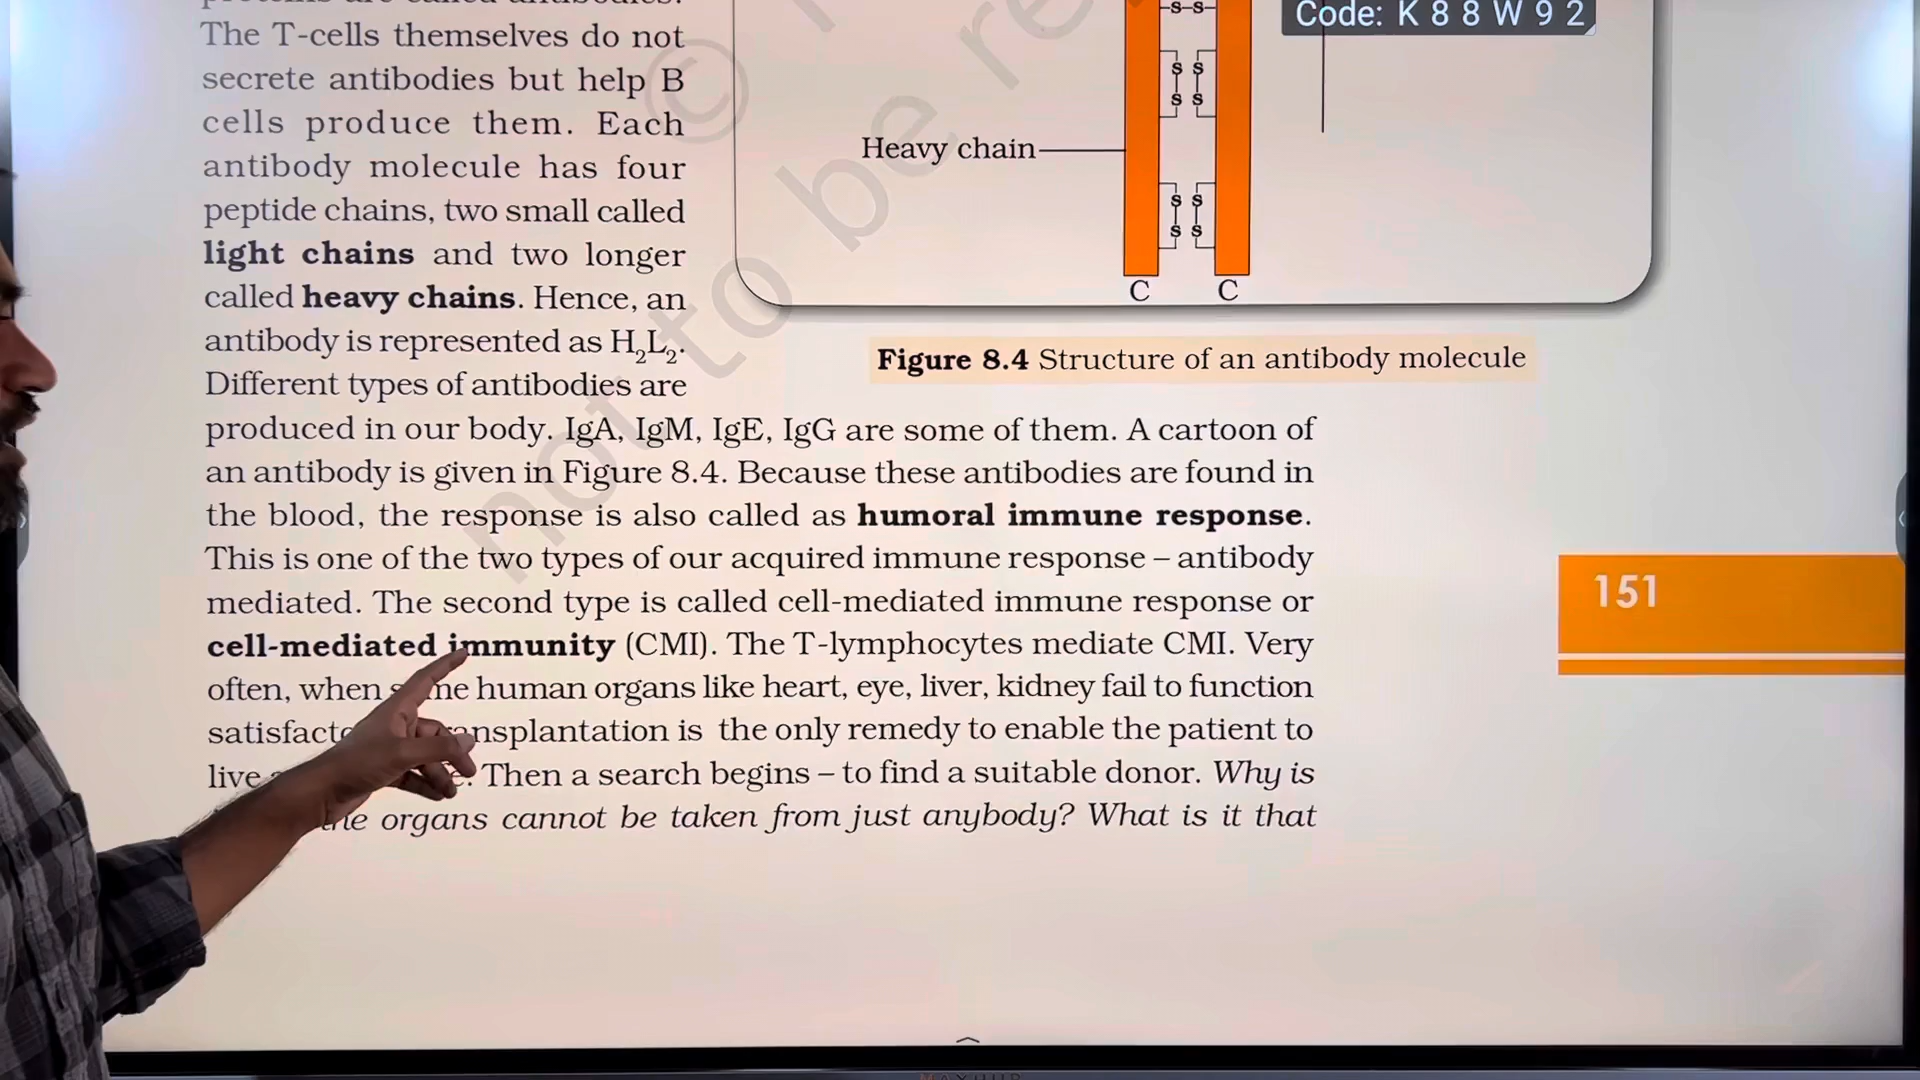 proteins are called antibodies.
The T-cells themselves do not
secrete antibodies but help B
cells produce them. Each
antibody molecule has four
peptide chains, two small called
light chains and two longer
called heavy chains. Hence, an
antibody is represented as H₂L₂.
Different types of antibodies are
produced in our body. IgA, IgM, IgE, IgG are some of them. A cartoon of
an antibody is given in Figure 8.4. Because these antibodies are found in
the blood, the response is also called as humoral immune response.
This is one of the two types of our acquired immune response – antibody
mediated. The second type is called cell-mediated immune response or
cell-mediated immunity (CMI). The T-lymphocytes mediate CMI. Very
often, when human organs like heart, eye, liver, kidney fail to function
is the only remedy to enable the patient to
live Then a search begins – to find a suitable donor. Why is
organs cannot be taken from just anybody? What is it that
Code: K 8 8 W 9 2
S S
S S
S S
S S
S S
Heavy chain
C C
Figure 8.4 Structure of an antibody molecule
151
© 
not to be